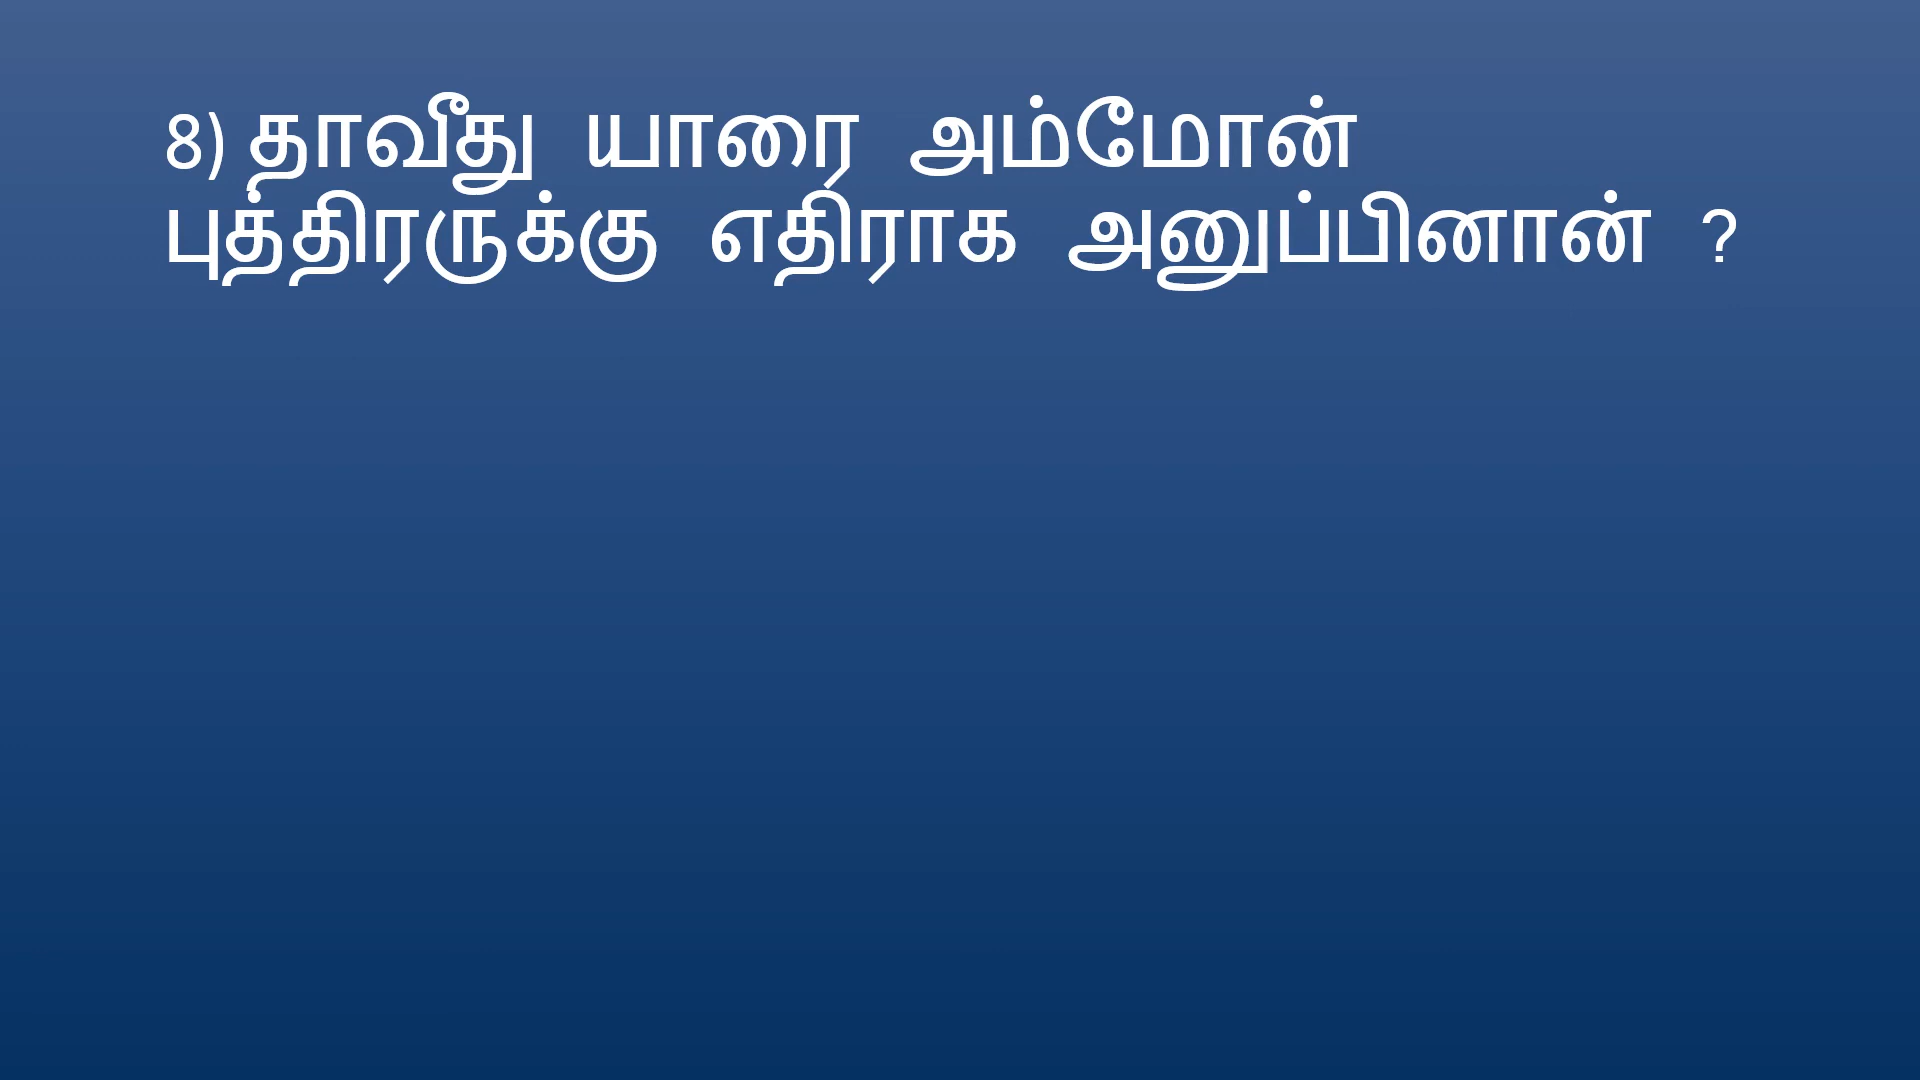 8) தாவீது யாரை அம்மோன்
புத்திரருக்கு எதிராக அனுப்பினான் ?